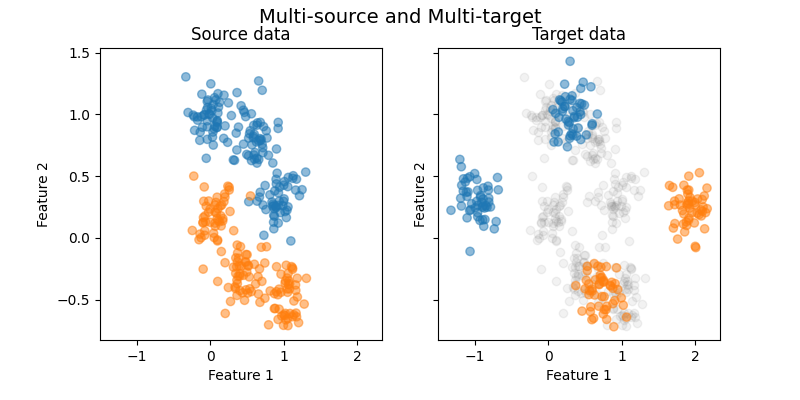 Multi-source and Multi-target
Source data
Target data
1.5
1.0
0.5
0.0
−0.5
Feature 2
Feature 2
−1
0
1
2
−1
0
1
2
Feature 1
Feature 1